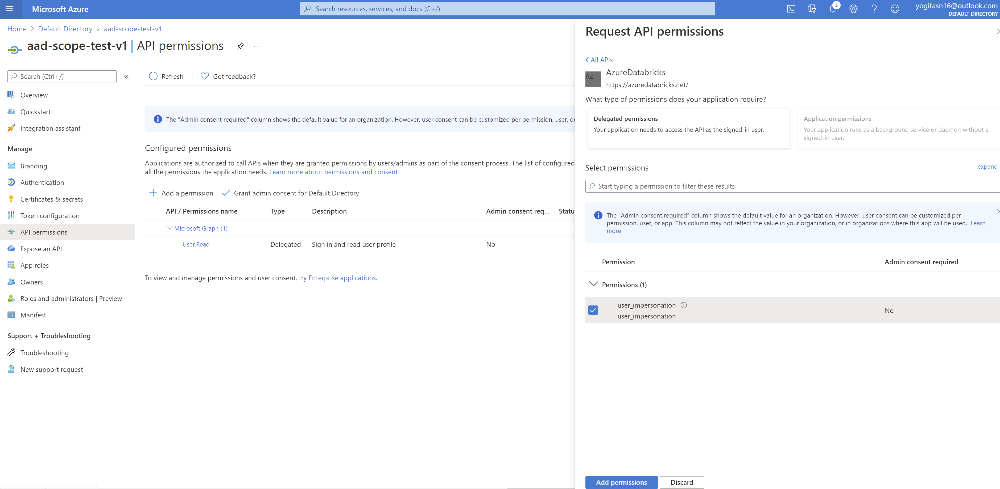 Microsoft Azure
Search resources, services, and docs (G+/)
3
yogitasn16@outlook.com
DEFAULT DIRECTORY
Home > Default Directory > aad-scope-test-v1
aad-scope-test-v1 | API permissions
Search (Ctrl+/)
Overview
Quickstart
Integration assistant
Manage
Branding
Authentication
Certificates & secrets
Token configuration
API permissions
Expose an API
App roles
Owners
Roles and administrators | Preview
Manifest
Support + Troubleshooting
Troubleshooting
New support request
Refresh
Got feedback?
The "Admin consent required" column shows the default value for an organization. However, user consent can be customized per permission, user, or
Configured permissions
Applications are authorized to call APIs when they are granted permissions by users/admins as part of the consent process. The list of configured
all the permissions the application needs. Learn more about permissions and consent
Add a permission
Grant admin consent for Default Directory
API / Permissions name Type Description Admin consent req... Statu
Microsoft Graph (1)
User.Read Delegated Sign in and read user profile No
To view and manage permissions and user consent, try Enterprise applications.
Request API permissions
All APIs
AZ
AzureDatabricks
https://azuredatabricks.net/
What type of permissions does your application require?
Delegated permissions
Your application needs to access the API as the signed-in user.
Application permissions
Your application runs as a background service or daemon without a
signed-in user.
Select permissions
expand
Start typing a permission to filter these results
The "Admin consent required" column shows the default value for an organization. However, user consent can be customized per
permission, user, or app. This column may not reflect the value in your organization, or in organizations where this app will be used. Learn
more
Permission Admin consent required
Permissions (1)
user_impersonation
user_impersonation
No
Add permissions
Discard